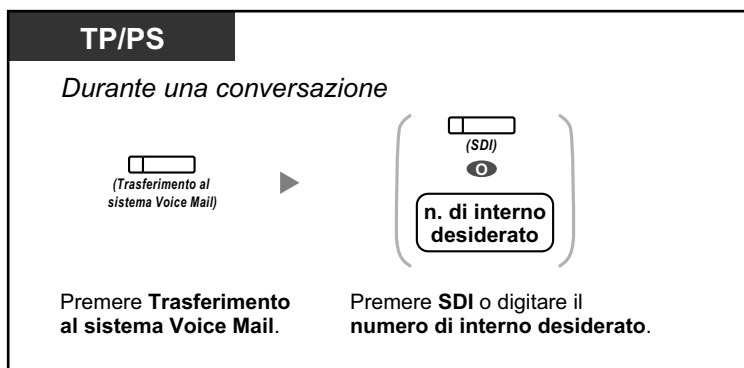 TP/PS
Durante una conversazione
(Trasferimento al
sistema Voice Mail)
(SDI)
O
n. di interno
desiderato
Premere Trasferimento
al sistema Voice Mail.
Premere SDI o digitare il
numero di interno desiderato.